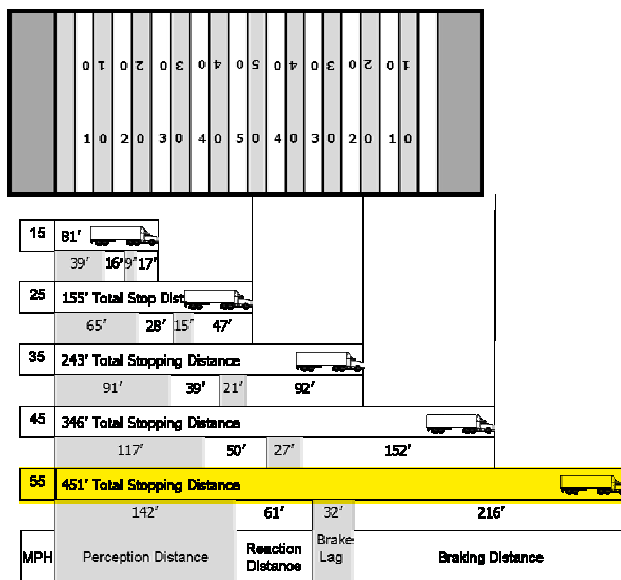 1 0 2 0 3 0 4 0 5 0 4 0 3 0 2 0 1 0
1 0 2 0 3 0 4 0 5 0 4 0 3 0 2 0 1 0
15 81′
39′ 16′ 9′ 17′
25 155′ Total Stop Dist
65′ 28′ 15′ 47′
35 243′ Total Stopping Distance
91′ 39′ 21′ 92′
45 346′ Total Stopping Distance
117′ 50′ 27′ 152′
55 451′ Total Stopping Distance
142′ 61′ 32′ 216′
MPH Perception Distance Reaction Distance Brake Lag Braking Distance